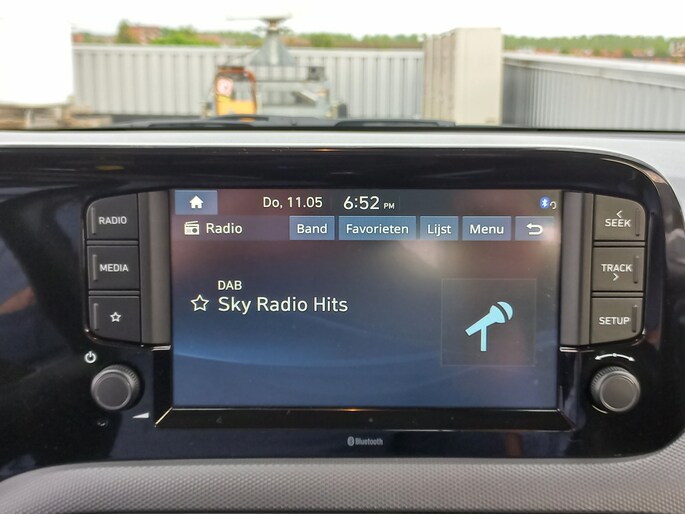 Do, 11.05 6:52 PM
Radio Band Favorieten Lijst Menu
DAB
Sky Radio Hits
RADIO
MEDIA
< SEEK
TRACK >
SETUP
Bluetooth